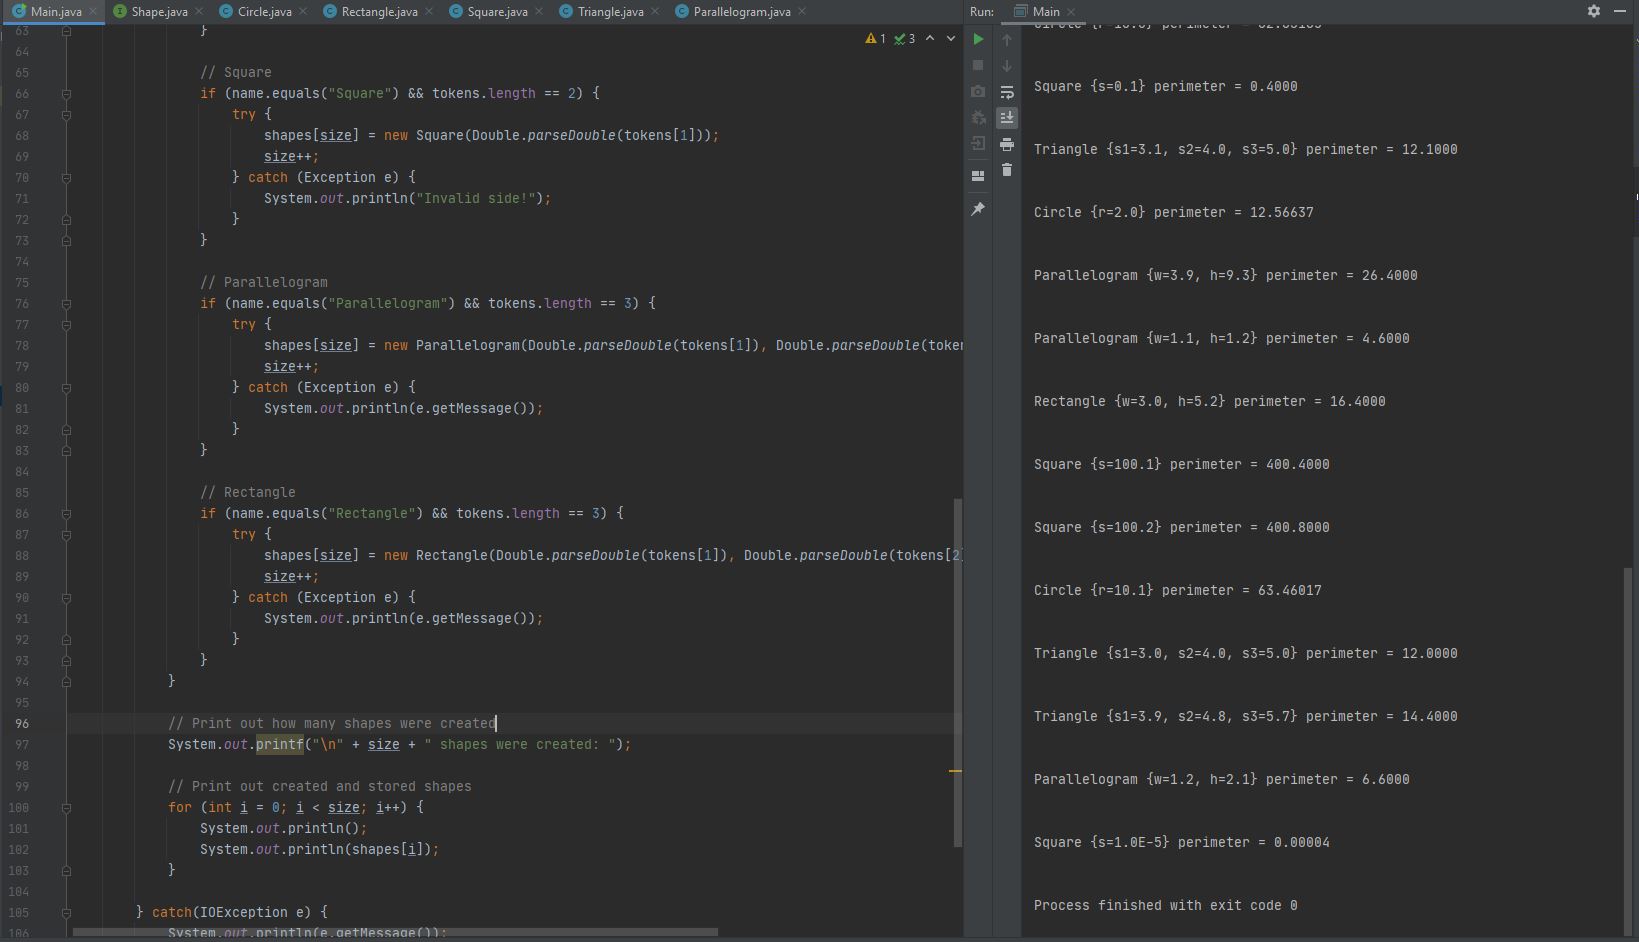 Main.java
Shape.java
Circle.java
Rectangle.java
Square.java
Triangle.java
Parallelogram.java
1 3
63 }
64
65 // Square
66 if (name.equals("Square") && tokens.length == 2) {
67 try {
68 shapes[size] = new Square(Double.parseDouble(tokens[1]));
69 size++;
70 } catch (Exception e) {
71 System.out.println("Invalid side!");
72 }
73 }
74
75 // Parallelogram
76 if (name.equals("Parallelogram") && tokens.length == 3) {
77 try {
78 shapes[size] = new Parallelogram(Double.parseDouble(tokens[1]), Double.parseDouble(token
79 size++;
80 } catch (Exception e) {
81 System.out.println(e.getMessage());
82 }
83 }
84
85 // Rectangle
86 if (name.equals("Rectangle") && tokens.length == 3) {
87 try {
88 shapes[size] = new Rectangle(Double.parseDouble(tokens[1]), Double.parseDouble(tokens[2]
89 size++;
90 } catch (Exception e) {
91 System.out.println(e.getMessage());
92 }
93 }
94 }
95
96 // Print out how many shapes were created
97 System.out.printf("\n" + size + " shapes were created: ");
98
99 // Print out created and stored shapes
100 for (int i = 0; i < size; i++) {
101 System.out.println();
102 System.out.println(shapes[i]);
103 }
104
105 } catch(IOException e) {
106 System.out.println(e.getMessage());
Run: Main
Square {s=0.1} perimeter = 0.4000
Triangle {s1=3.1, s2=4.0, s3=5.0} perimeter = 12.1000
Circle {r=2.0} perimeter = 12.56637
Parallelogram {w=3.9, h=9.3} perimeter = 26.4000
Parallelogram {w=1.1, h=1.2} perimeter = 4.6000
Rectangle {w=3.0, h=5.2} perimeter = 16.4000
Square {s=100.1} perimeter = 400.4000
Square {s=100.2} perimeter = 400.8000
Circle {r=10.1} perimeter = 63.46017
Triangle {s1=3.0, s2=4.0, s3=5.0} perimeter = 12.0000
Triangle {s1=3.9, s2=4.8, s3=5.7} perimeter = 14.4000
Parallelogram {w=1.2, h=2.1} perimeter = 6.6000
Square {s=1.0E-5} perimeter = 0.00004
Process finished with exit code 0